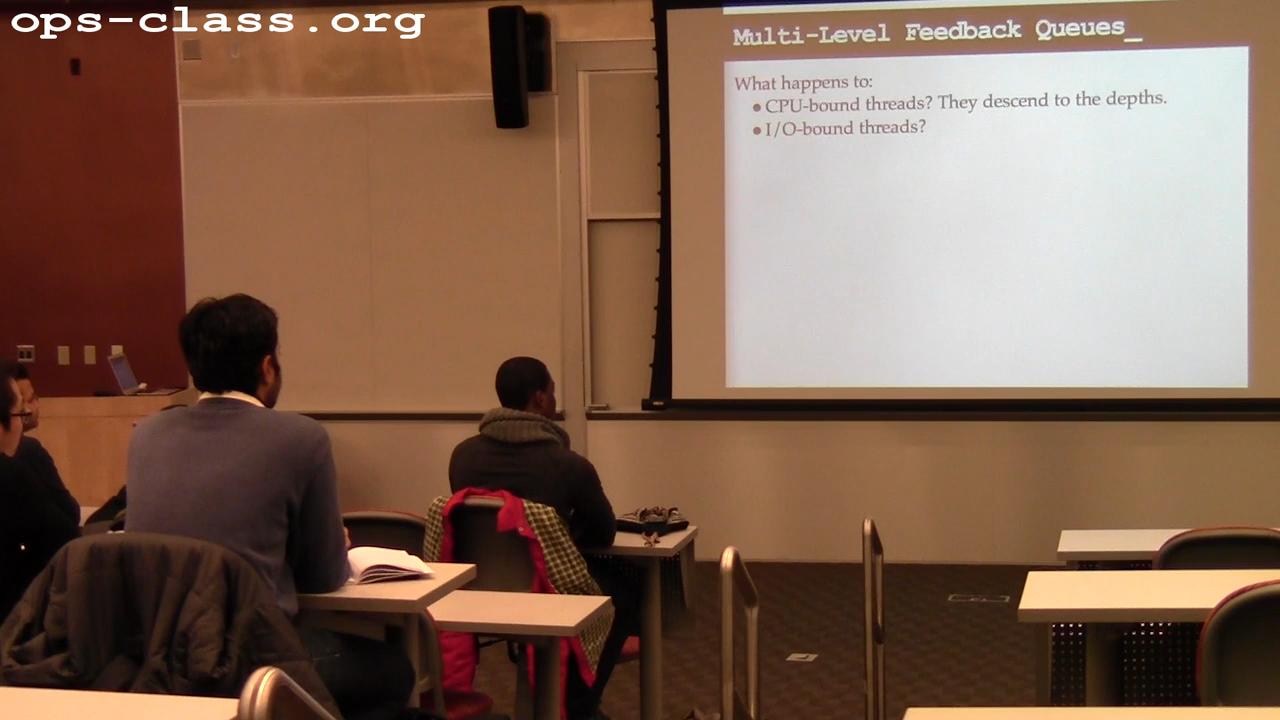 ops-class.org
Multi-Level Feedback Queues_
What happens to:
• CPU-bound threads? They descend to the depths.
• I/O-bound threads?